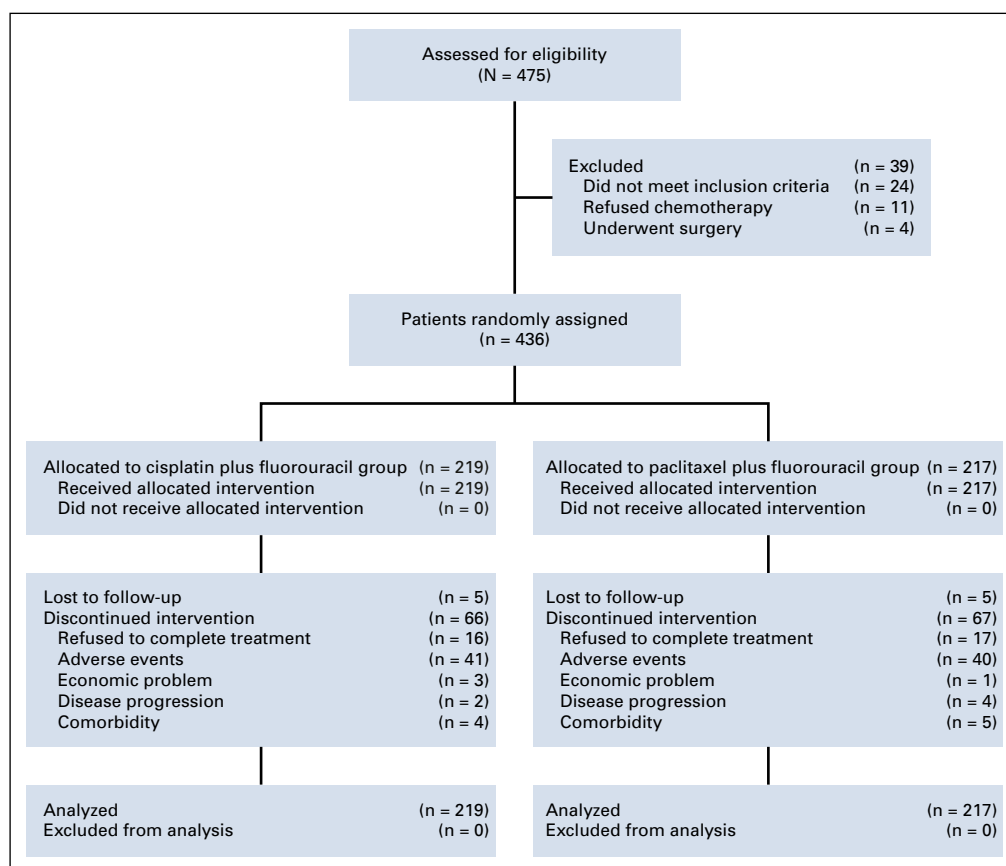 Assessed for eligibility
(N = 475)
Excluded (n = 39)
Did not meet inclusion criteria (n = 24)
Refused chemotherapy (n = 11)
Underwent surgery (n = 4)
Patients randomly assigned
(n = 436)
Allocated to cisplatin plus fluorouracil group (n = 219)
Received allocated intervention (n = 219)
Did not receive allocated intervention (n = 0)
Allocated to paclitaxel plus fluorouracil group (n = 217)
Received allocated intervention (n = 217)
Did not receive allocated intervention (n = 0)
Lost to follow-up (n = 5)
Discontinued intervention (n = 66)
Refused to complete treatment (n = 16)
Adverse events (n = 41)
Economic problem (n = 3)
Disease progression (n = 2)
Comorbidity (n = 4)
Lost to follow-up (n = 5)
Discontinued intervention (n = 67)
Refused to complete treatment (n = 17)
Adverse events (n = 40)
Economic problem (n = 1)
Disease progression (n = 4)
Comorbidity (n = 5)
Analyzed (n = 219)
Excluded from analysis (n = 0)
Analyzed (n = 217)
Excluded from analysis (n = 0)